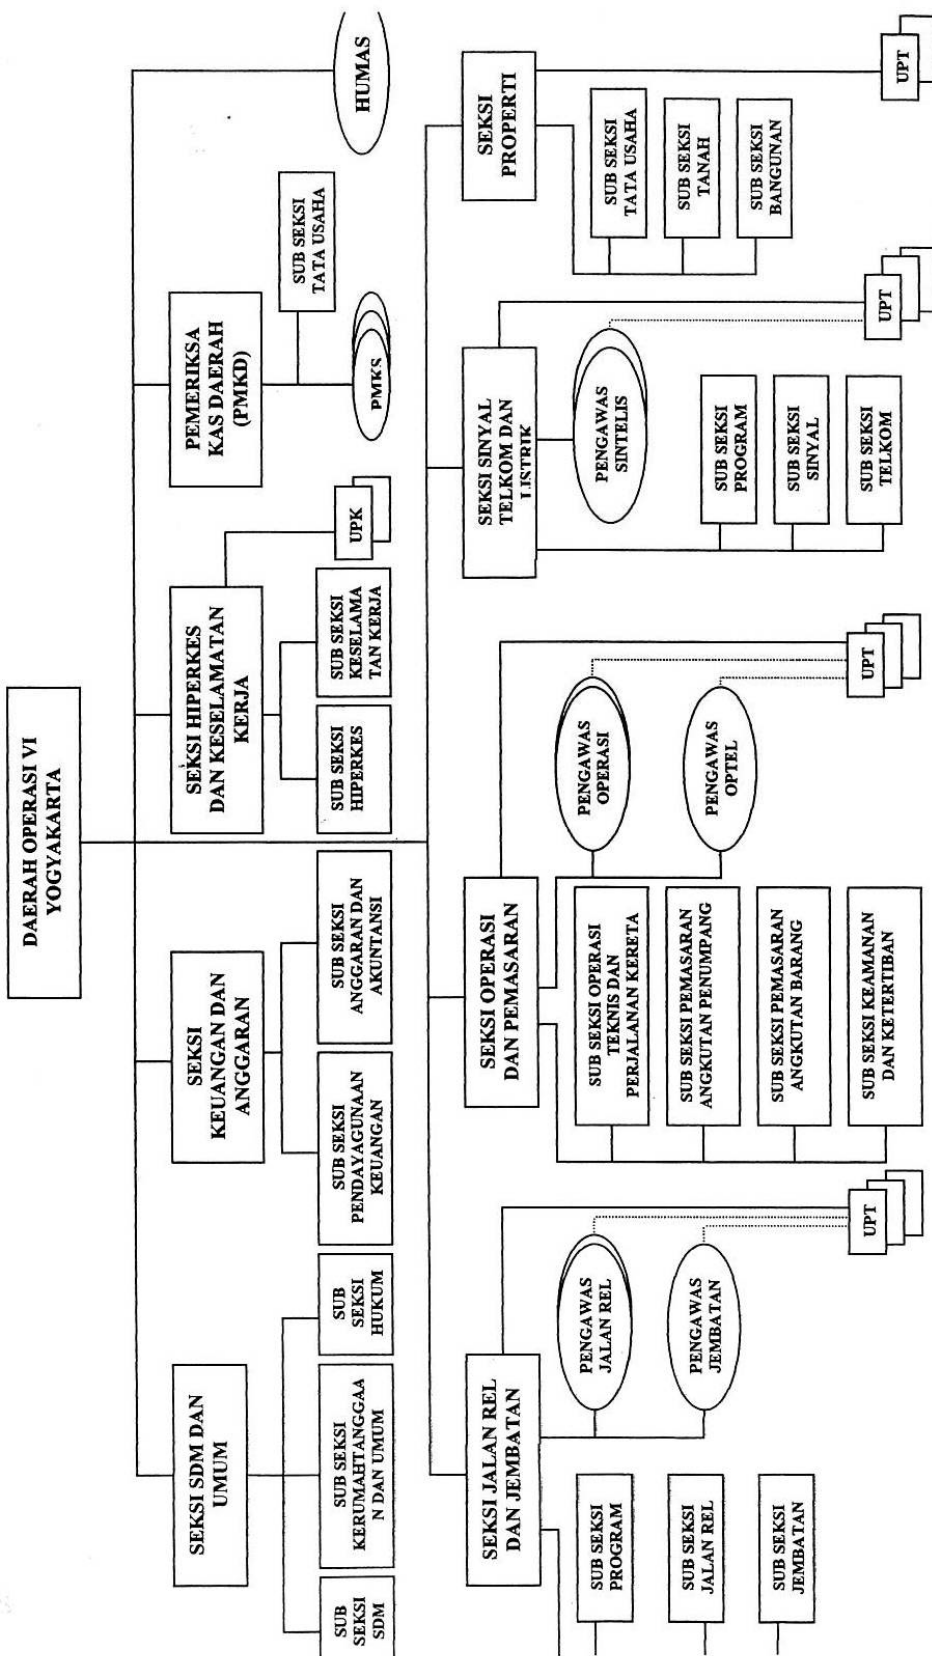 DAERAH OPERASI VI
YOGYAKARTA
SEKSI SDM DAN
UMUM
SEKSI
KEUANGAN DAN
ANGGARAN
SEKSI HIPERKES
DAN KESELAMATAN
KERJA
PEMERIKSA
KAS DAERAH
(PMKD)
HUMAS
SUB
SEKSI
SDM
SUB SEKSI
KERUMAHTANGGAA
N DAN UMUM
SUB
SEKSI
HUKUM
SUB SEKSI
PENDAYAGUNAAN
KEUANGAN
SUB SEKSI
ANGGARAN DAN
AKUNTANSI
SUB SEKSI
HIPERKES
SUB SEKSI
KESELAMA
TAN KERJA
UPK
PMKS
SUB SEKSI
TATA USAHA
SEKSI JALAN REL
DAN JEMBATAN
SEKSI OPERASI
DAN PEMASARAN
SEKSI SINYAL
TELKOM DAN
LISTRIK
SEKSI
PROPERTI
SUB SEKSI
PROGRAM
SUB SEKSI
JALAN REL
SUB SEKSI
JEMBATAN
PENGAWAS
JALAN REL
PENGAWAS
JEMBATAN
UPT
SUB SEKSI OPERASI
TEKNIS DAN
PERJALANAN KERETA
SUB SEKSI PEMASARAN
ANGKUTAN PENUMPANG
SUB SEKSI PEMASARAN
ANGKUTAN BARANG
SUB SEKSI KEAMANAN
DAN KETERTIBAN
PENGAWAS
OPERASI
PENGAWAS
OPTEL
UPT
PENGAWAS
SINTELIS
SUB SEKSI
PROGRAM
SUB SEKSI
SINYAL
SUB SEKSI
TELKOM
UPT
SUB SEKSI
TATA USAHA
SUB SEKSI
TANAH
SUB SEKSI
BANGUNAN
UPT